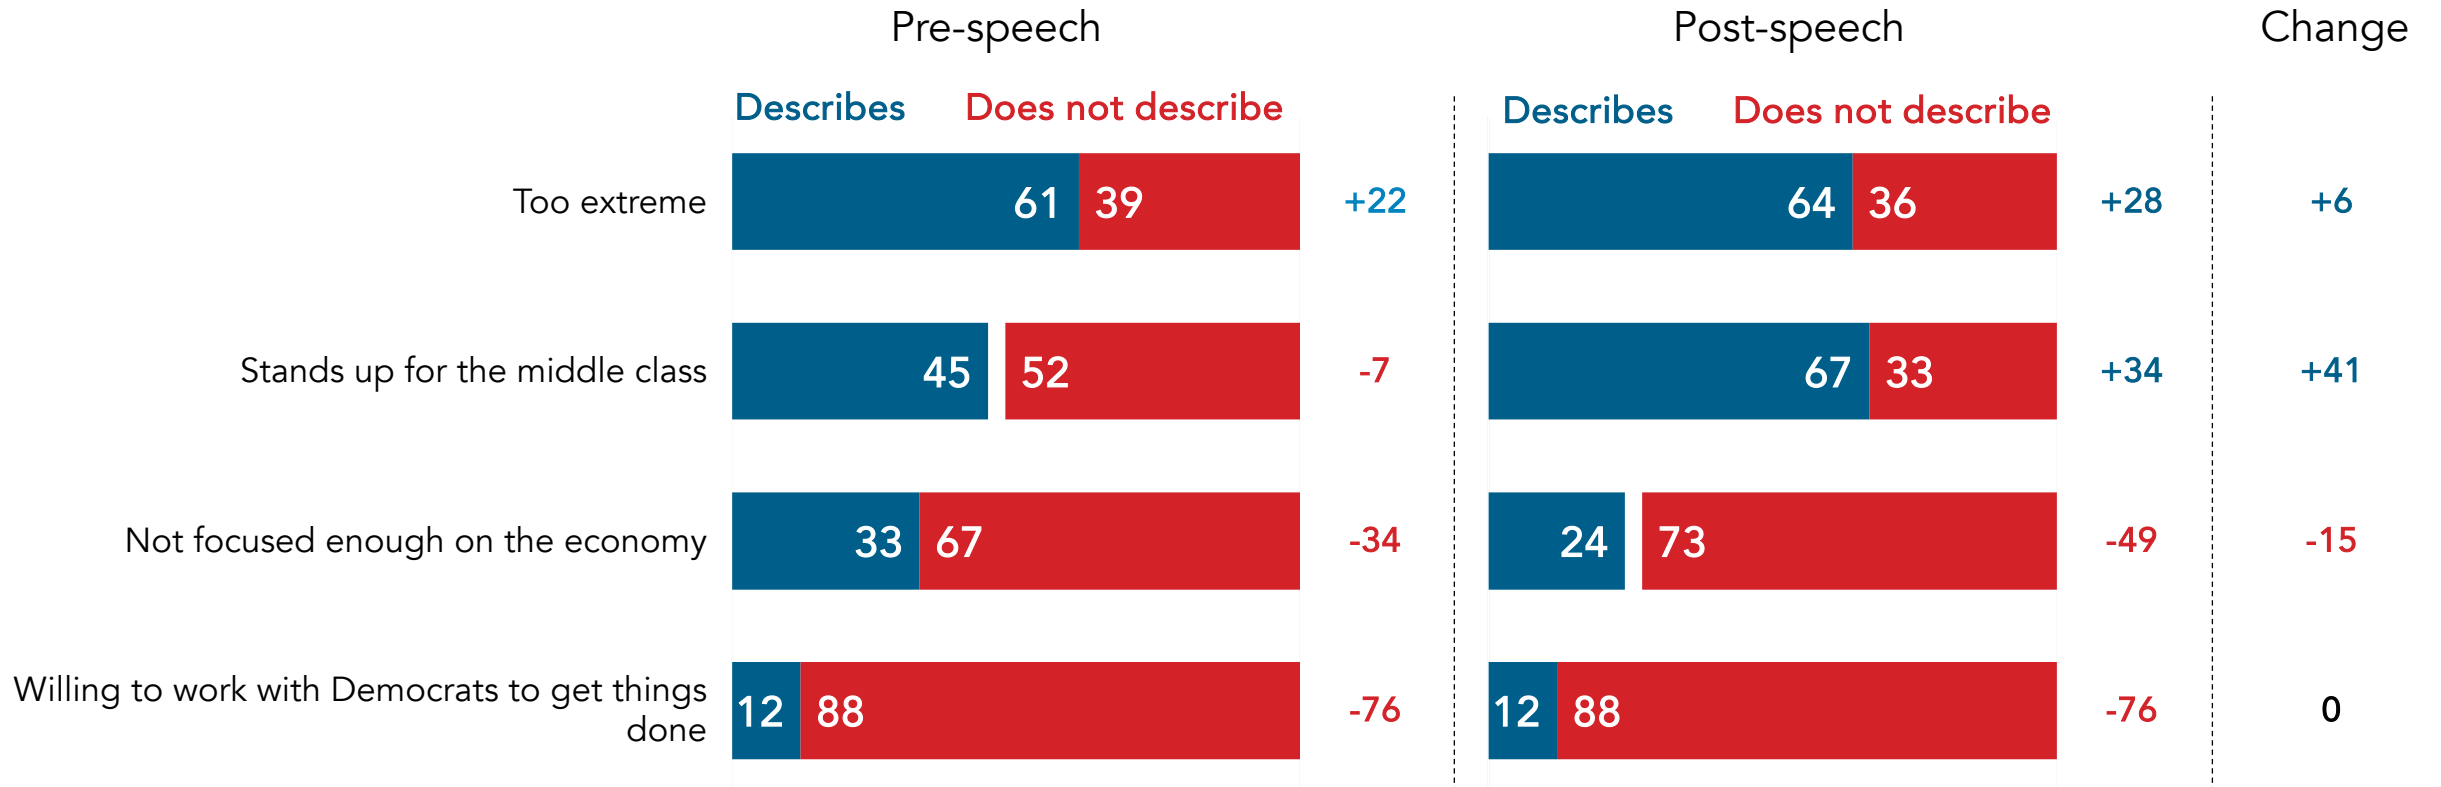 Pre-speech Post-speech Change
Describes Does not describe Describes Does not describe
Too extreme 61 39 +22 64 36 +28 +6
Stands up for the middle class 45 52 -7 67 33 +34 +41
Not focused enough on the economy 33 67 -34 24 73 -49 -15
Willing to work with Democrats to get things
done 12 88 -76 12 88 -76 0